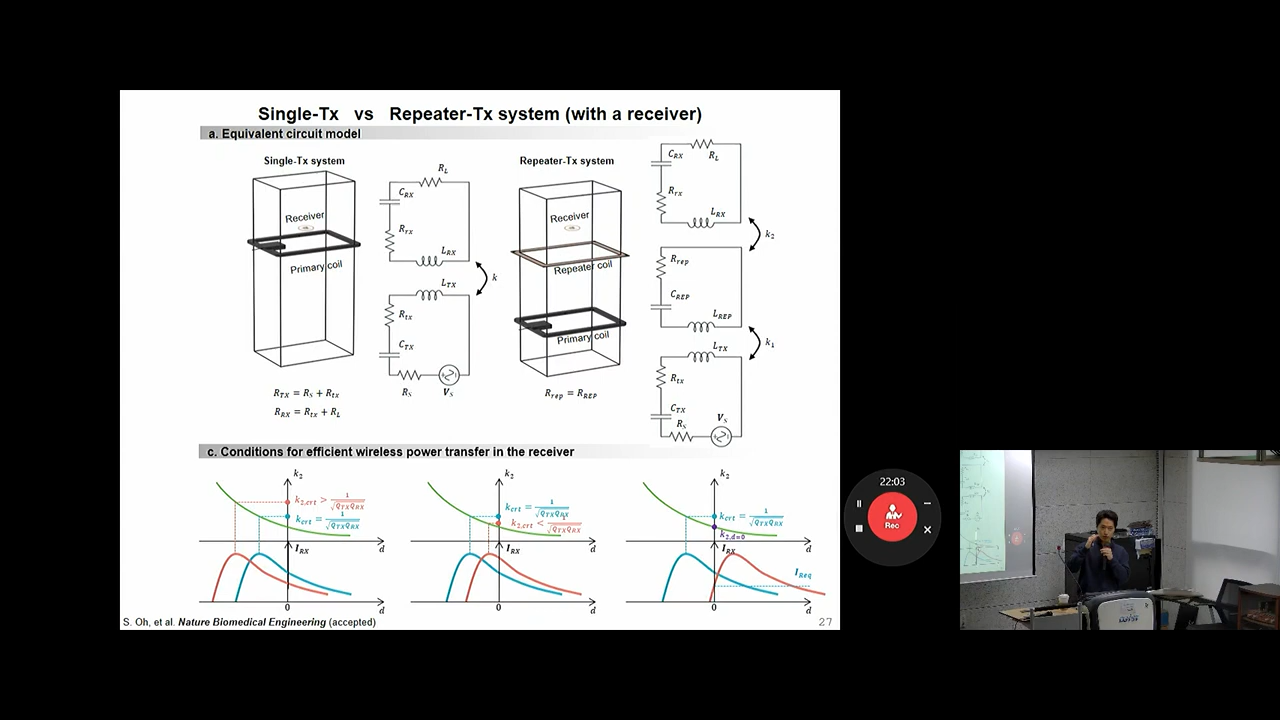 Single-Tx vs Repeater-Tx system (with a receiver)
a. Equivalent circuit model
Single-Tx system
Receiver
Primary coil
R_TX = R_S + R_tx
R_RX = R_tx + R_L
R_L
C_RX
R_rx
L_RX
k
L_TX
R_tx
C_TX
R_S
V_S
Repeater-Tx system
Receiver
Repeater coil
Primary coil
R_rep = R_REP
C_RX
R_L
R_rx
L_RX
k_2
R_rep
C_REP
L_REP
k_1
L_TX
R_tx
C_TX
R_S
V_S
c. Conditions for efficient wireless power transfer in the receiver
k_2
k_2,crt > 1/√(Q_TX Q_RX)
k_crt = 1/√(Q_TX Q_RX)
d
I_RX
0
d
k_2
k_crt = 1/√(Q_TX Q_RX)
k_2,crt < 1/√(Q_TX Q_RX)
d
I_RX
0
d
k_2
k_crt = 1/√(Q_TX Q_RX)
k_2,d=0
d
I_RX
I_Req
0
d
S. Oh, et al. Nature Biomedical Engineering (accepted)
27
22:03
Rec